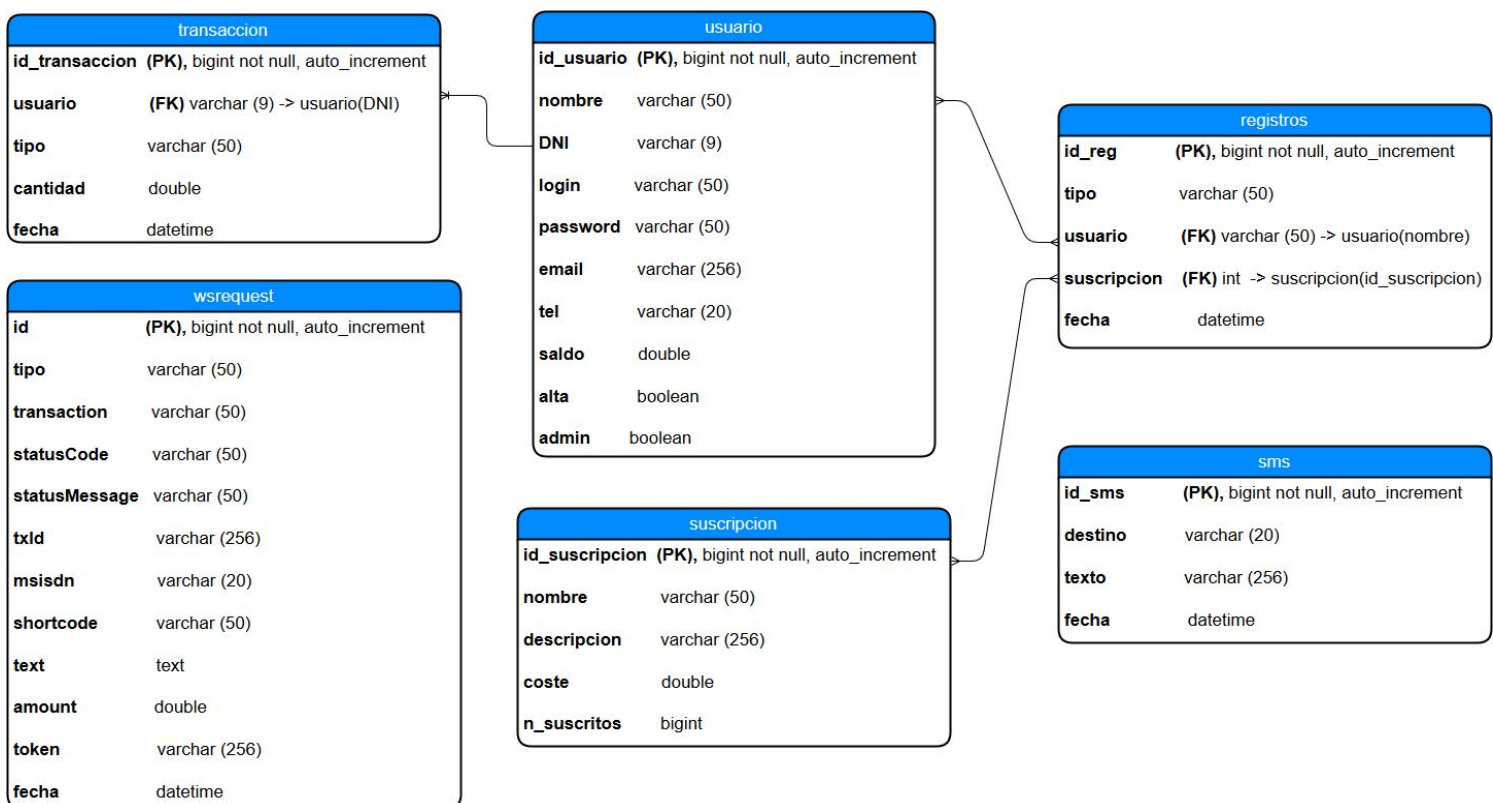 transaccion
id_transaccion (PK), bigint not null, auto_increment
usuario (FK) varchar (9) -> usuario(DNI)
tipo varchar (50)
cantidad double
fecha datetime
wsrequest
id (PK), bigint not null, auto_increment
tipo varchar (50)
transaction varchar (50)
statusCode varchar (50)
statusMessage varchar (50)
txId varchar (256)
msisdn varchar (20)
shortcode varchar (50)
text text
amount double
token varchar (256)
fecha datetime
usuario
id_usuario (PK), bigint not null, auto_increment
nombre varchar (50)
DNI varchar (9)
login varchar (50)
password varchar (50)
email varchar (256)
tel varchar (20)
saldo double
alta boolean
admin boolean
suscripcion
id_suscripcion (PK), bigint not null, auto_increment
nombre varchar (50)
descripcion varchar (256)
coste double
n_suscritos bigint
registros
id_reg (PK), bigint not null, auto_increment
tipo varchar (50)
usuario (FK) varchar (50) -> usuario(nombre)
suscripcion (FK) int -> suscripcion(id_suscripcion)
fecha datetime
sms
id_sms (PK), bigint not null, auto_increment
destino varchar (20)
texto varchar (256)
fecha datetime